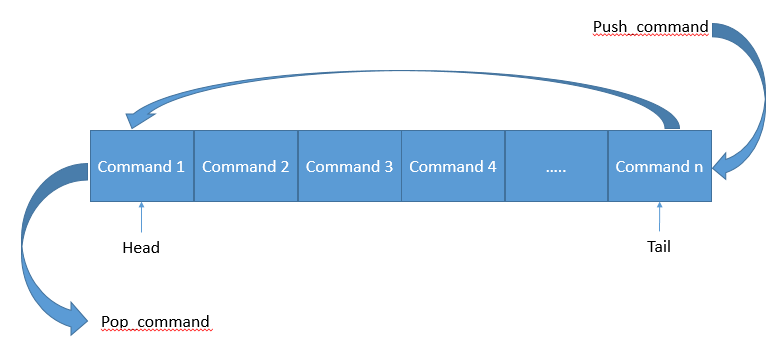 Push_command
Command 1 Command 2 Command 3 Command 4 ..... Command n
Head Tail
Pop_command